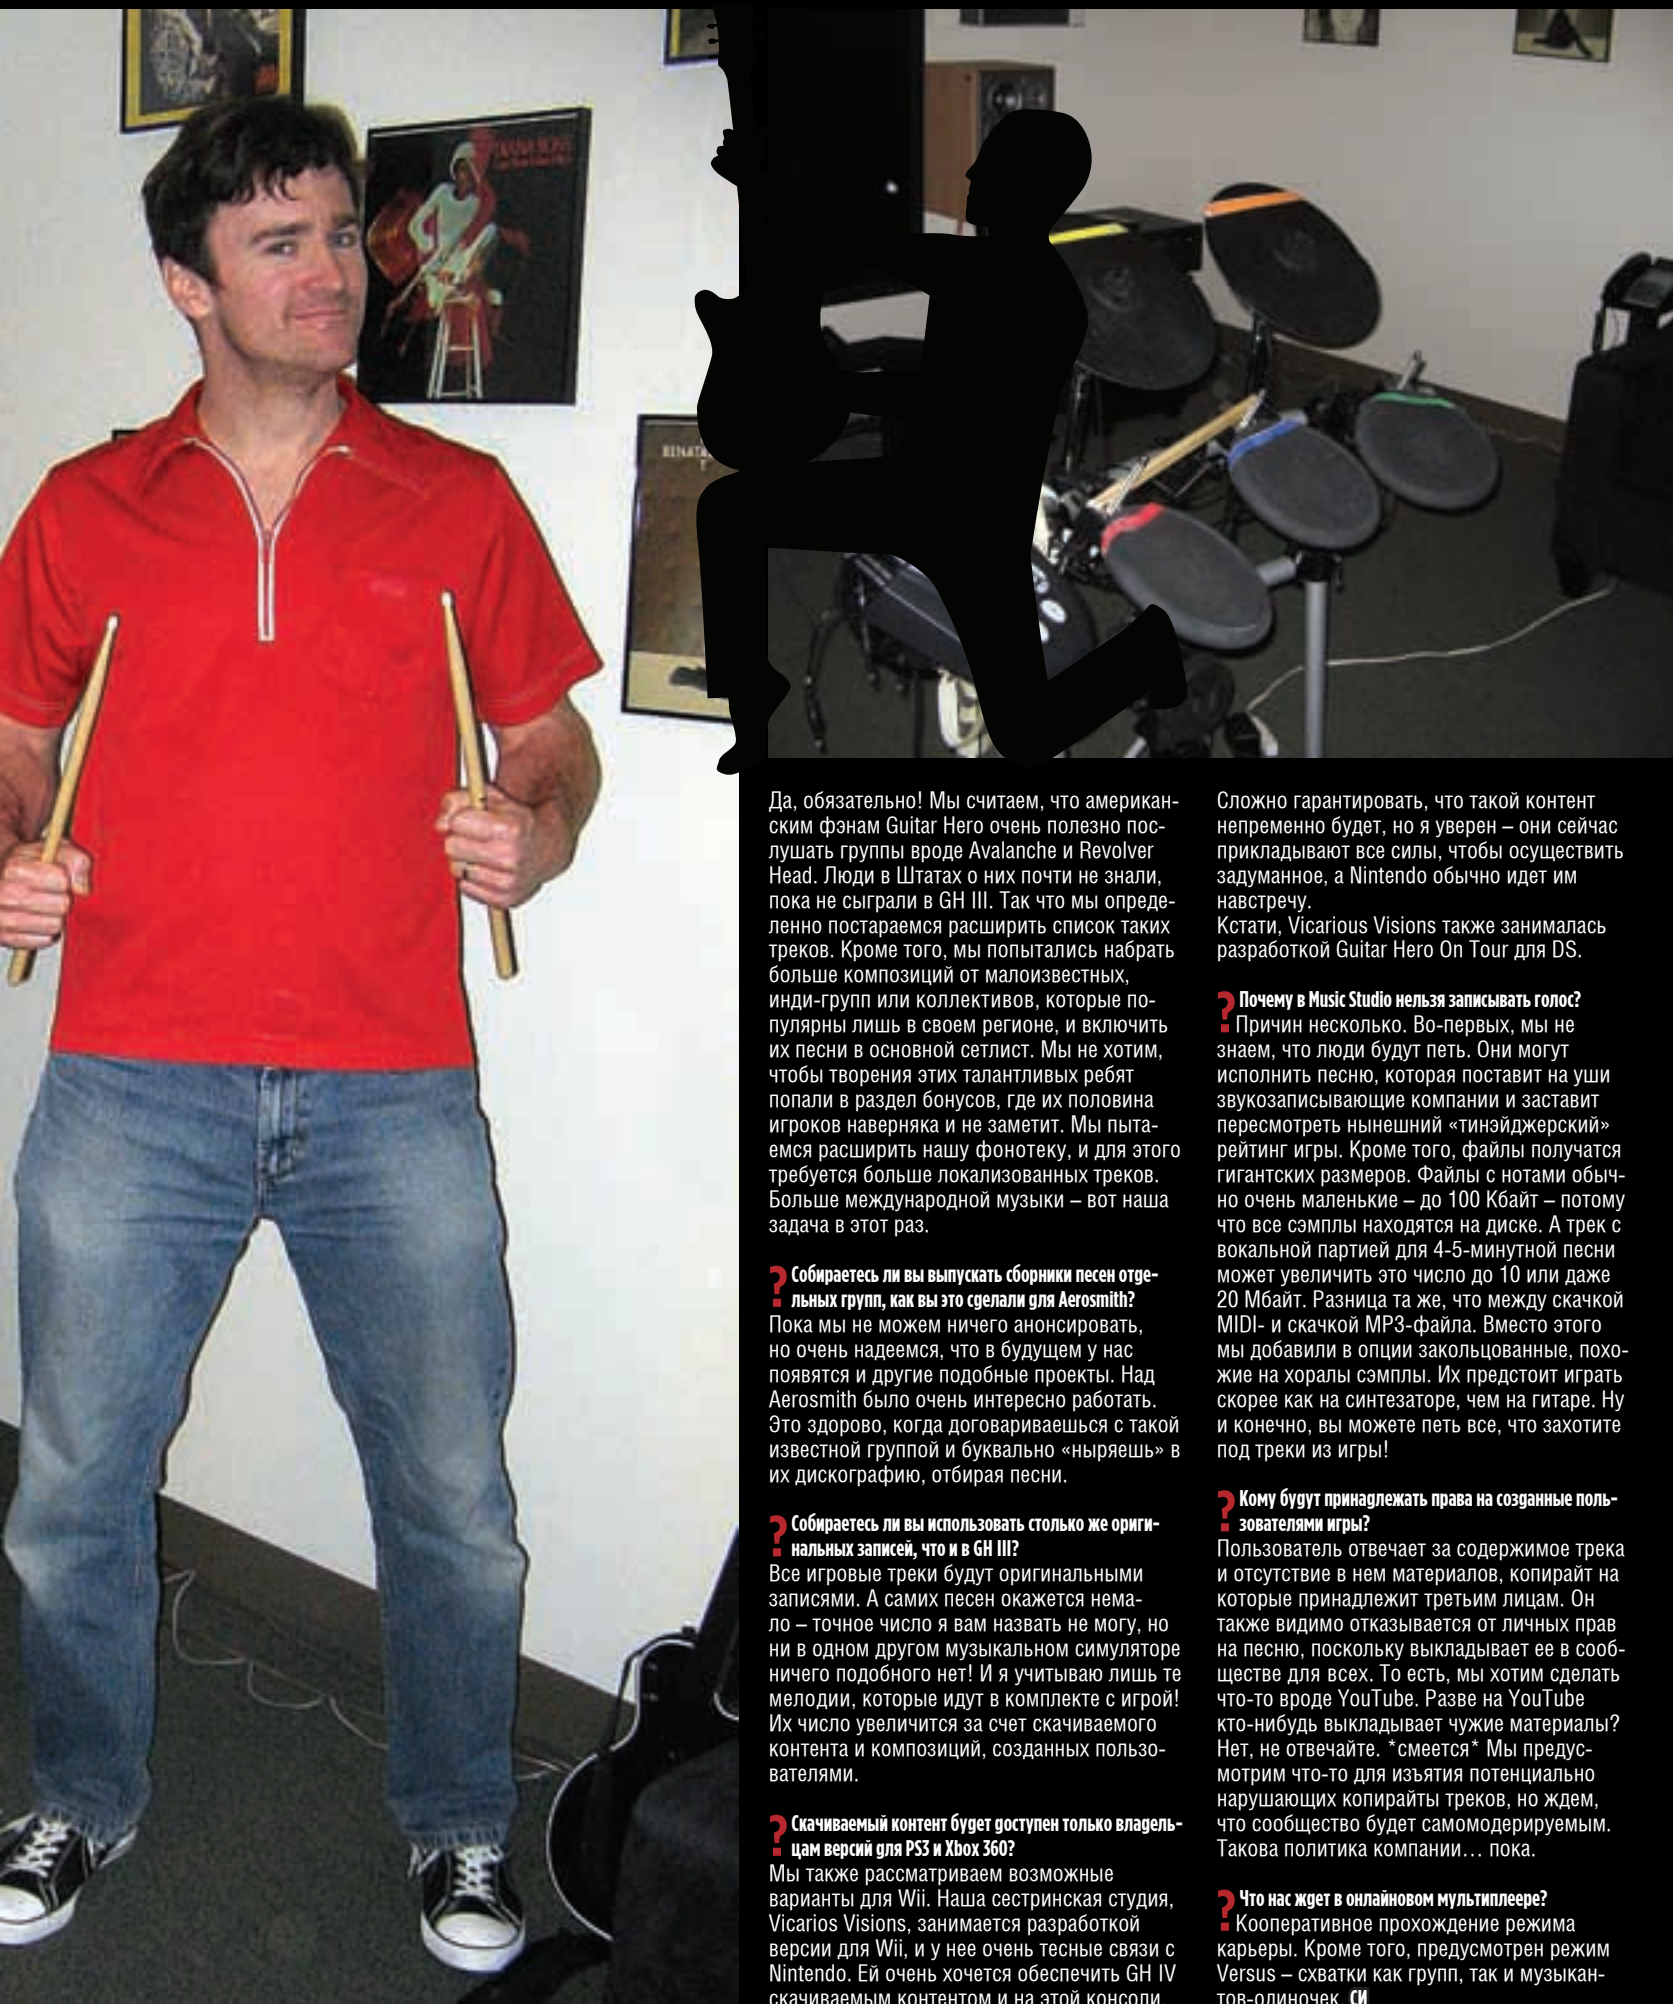 DIANA ROSS
Да, обязательно! Мы считаем, что американ-
ским фэнам Guitar Hero очень полезно пос-
лушать группы вроде Avalanche и Revolver
Head. Люди в Штатах о них почти не знали,
пока не сыграли в GH III. Так что мы опреде-
ленно постараемся расширить список таких
треков. Кроме того, мы попытались набрать
больше композиций от малоизвестных,
инди-групп или коллективов, которые по-
пулярны лишь в своем регионе, и включить
их песни в основной сетлист. Мы не хотим,
чтобы творения этих талантливых ребят
попали в раздел бонусов, где их половина
игроков наверняка и не заметит. Мы пыта-
емся расширить нашу фонотеку, и для этого
требуется больше локализованных треков.
Больше международной музыки – вот наша
задача в этот раз.
? Собираетесь ли вы выпускать сборники песен отде-
льных групп, как вы это сделали для Aerosmith?
Пока мы не можем ничего анонсировать,
но очень надеемся, что в будущем у нас
появятся и другие подобные проекты. Над
Aerosmith было очень интересно работать.
Это здорово, когда договариваешься с такой
известной группой и буквально «ныряешь» в
их дискографию, отбирая песни.
? Собираетесь ли вы использовать столько же ориги-
нальных записей, что и в GH III?
Все игровые треки будут оригинальными
записями. А самих песен окажется нема-
ло – точное число я вам назвать не могу, но
ни в одном другом музыкальном симуляторе
ничего подобного нет! И я учитываю лишь те
мелодии, которые идут в комплекте с игрой!
Их число увеличится за счет скачиваемого
контента и композиций, созданных пользо-
вателями.
? Скачиваемый контент будет доступен только владель-
цам версий для PS3 и Xbox 360?
Мы также рассматриваем возможные
варианты для Wii. Наша сестринская студия,
Vicarios Visions, занимается разработкой
версии для Wii, и у нее очень тесные связи с
Nintendo. Ей очень хочется обеспечить GH IV
скачиваемым контентом и на этой консоли.
Сложно гарантировать, что такой контент
непременно будет, но я уверен – они сейчас
прикладывают все силы, чтобы осуществить
задуманное, а Nintendo обычно идет им
навстречу.
Кстати, Vicarious Visions также занималась
разработкой Guitar Hero On Tour для DS.
? Почему в Music Studio нельзя записывать голос?
Причин несколько. Во-первых, мы не
знаем, что люди будут петь. Они могут
исполнить песню, которая поставит на уши
звукозаписывающие компании и заставит
пересмотреть нынешний «тинэйджерский»
рейтинг игры. Кроме того, файлы получатся
гигантских размеров. Файлы с нотами обыч-
но очень маленькие – до 100 Кбайт – потому
что все сэмплы находятся на диске. А трек с
вокальной партией для 4-5-минутной песни
может увеличить это число до 10 или даже
20 Мбайт. Разница та же, что между скачкой
MIDI- и скачкой MP3-файла. Вместо этого
мы добавили в опции закольцованные, похо-
жие на хоралы сэмплы. Их предстоит играть
скорее как на синтезаторе, чем на гитаре. Ну
и конечно, вы можете петь все, что захотите
под треки из игры!
? Кому будут принадлежать права на созданные поль-
зователями игры?
Пользователь отвечает за содержимое трека
и отсутствие в нем материалов, копирайт на
которые принадлежит третьим лицам. Он
также видимо отказывается от личных прав
на песню, поскольку выкладывает ее в сооб-
ществе для всех. То есть, мы хотим сделать
что-то вроде YouTube. Разве на YouTube
кто-нибудь выкладывает чужие материалы?
Нет, не отвечайте. *смеется* Мы предус-
мотрим что-то для изъятия потенциально
нарушающих копирайты треков, но ждем,
что сообщество будет самомодерируемым.
Такова политика компании... пока.
? Что нас ждет в онлайновом мультиплеере?
Кооперативное прохождение режима
карьеры. Кроме того, предусмотрен режим
Versus – схватки как групп, так и музыкан-
тов-одиночек. СИ